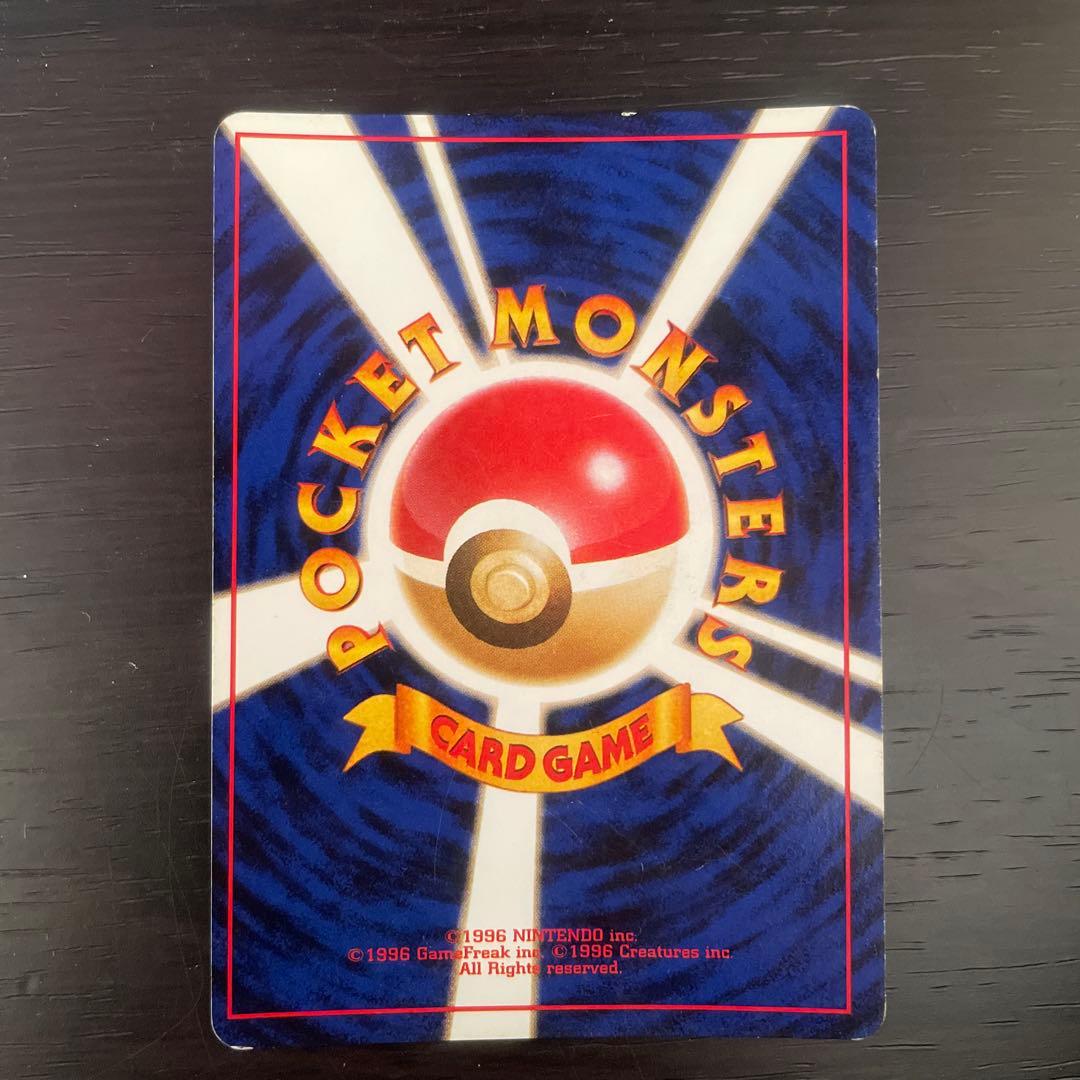 POCKET MONSTERS
CARD GAME
©1996 NINTENDO inc.
©1996 GameFreak inc. ©1996 Creatures inc.
All Rights reserved.